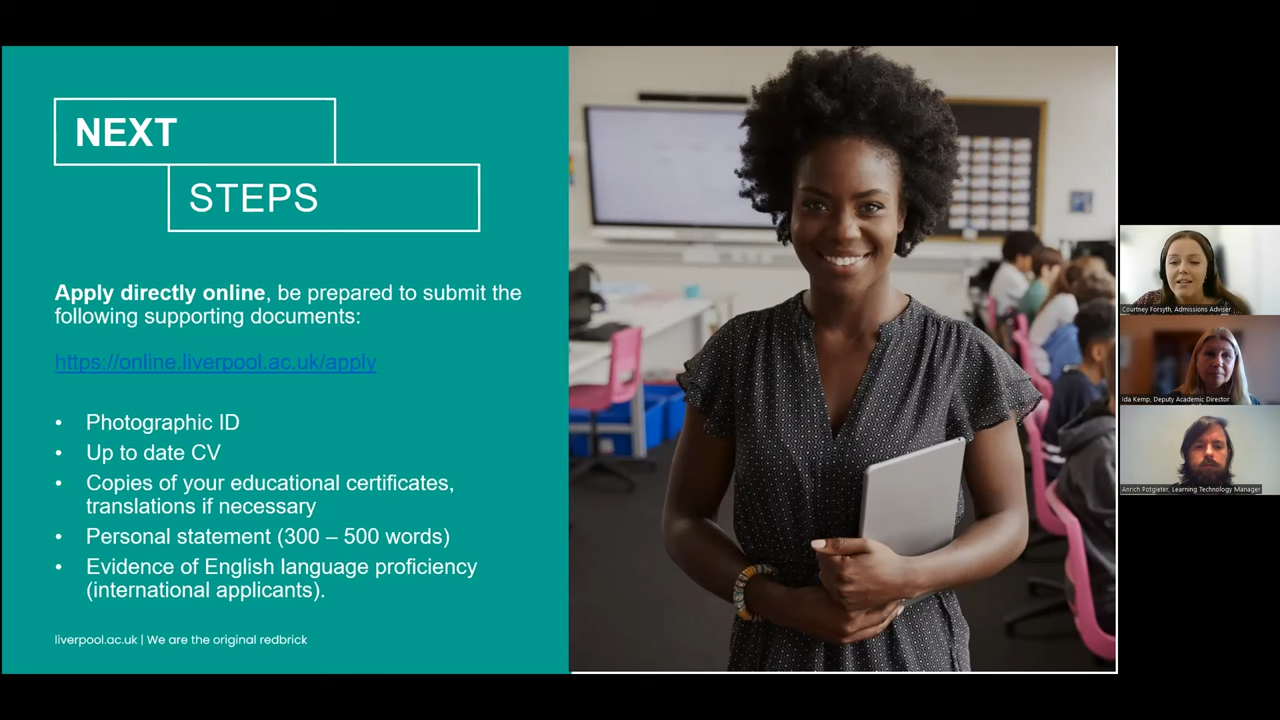 NEXT
STEPS
Apply directly online, be prepared to submit the
following supporting documents:
https://online.liverpool.ac.uk/apply
• Photographic ID
• Up to date CV
• Copies of your educational certificates,
translations if necessary
• Personal statement (300 – 500 words)
• Evidence of English language proficiency
(international applicants).
liverpool.ac.uk | We are the original redbrick
Courtney Forsyth, Admissions Adviser
Ida Kemp, Deputy Academic Director
Anrich Potgieter, Learning Technology Manager